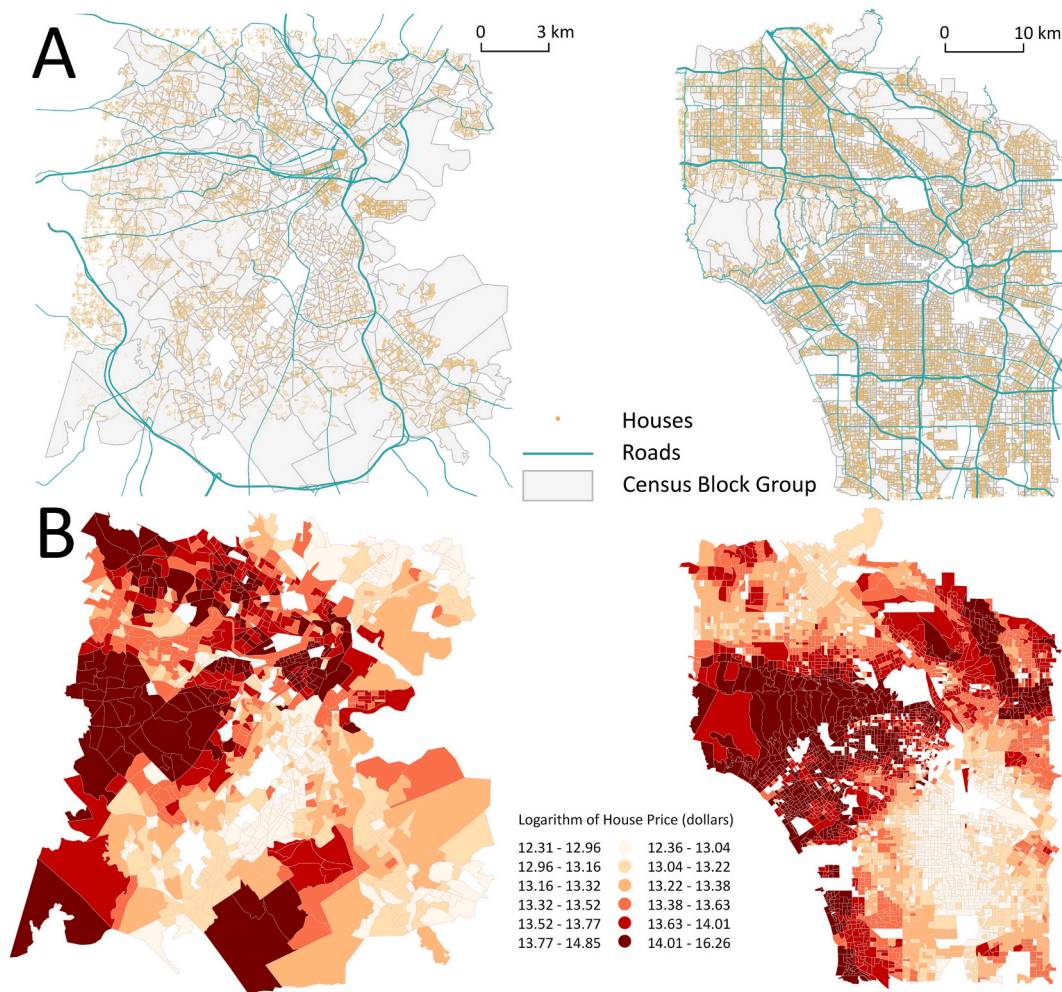 A
0 3 km
0 10 km
Houses
Roads
Census Block Group
B
Logarithm of House Price (dollars)
12.31 - 12.96 12.36 - 13.04
12.96 - 13.16 13.04 - 13.22
13.16 - 13.32 13.22 - 13.38
13.32 - 13.52 13.38 - 13.63
13.52 - 13.77 13.63 - 14.01
13.77 - 14.85 14.01 - 16.26